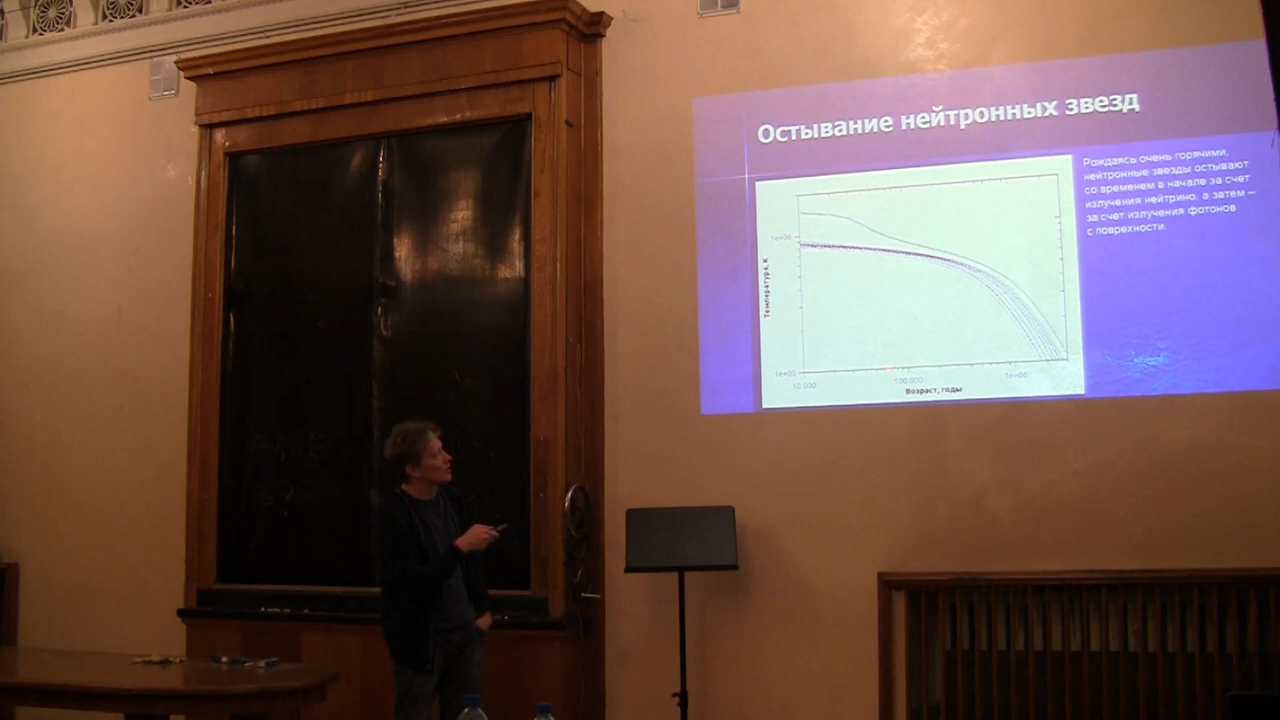 Остывание нейтронных звезд
Рождаясь очень горячими,
нейтронные звезды остывают
со временем в начале за счет
излучения нейтрино, а затем –
за счет излучения фотонов
с поврехности.
1e+06
Температура, К
1e+05
10 000
100 000
1e+06
Возраст, годы